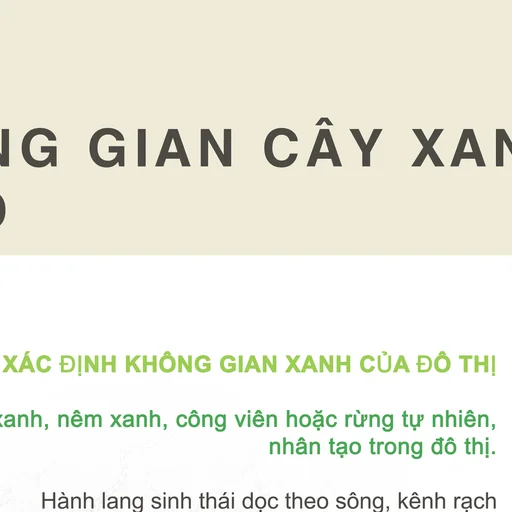 NG GIAN CÂY XAN
XÁC ĐỊNH KHÔNG GIAN XANH CỦA ĐÔ THỊ
xanh, nêm xanh, công viên hoặc rừng tự nhiên,
nhân tạo trong đô thị.
Hành lang sinh thái dọc theo sông, kênh rạch